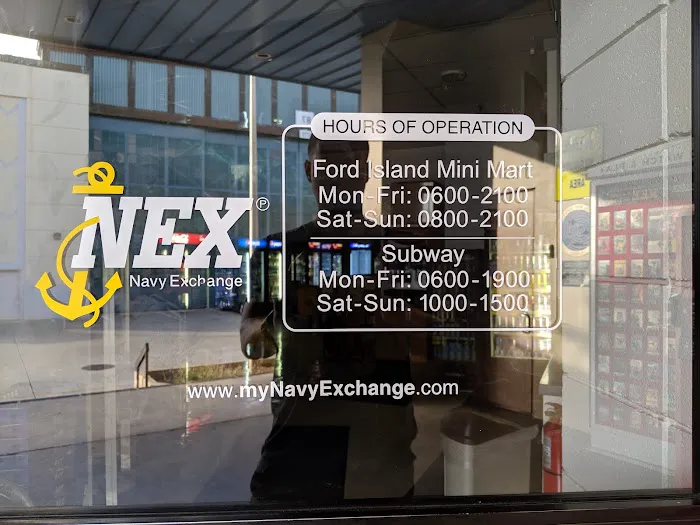 HOURS OF OPERATION
Ford Island Mini Mart
Mon-Fri: 0600-2100
Sat-Sun: 0800-2100
Subway
Mon-Fri: 0600-1900
Sat-Sun: 1000-1500
NEX®
Navy Exchange
www.myNavyExchange.com